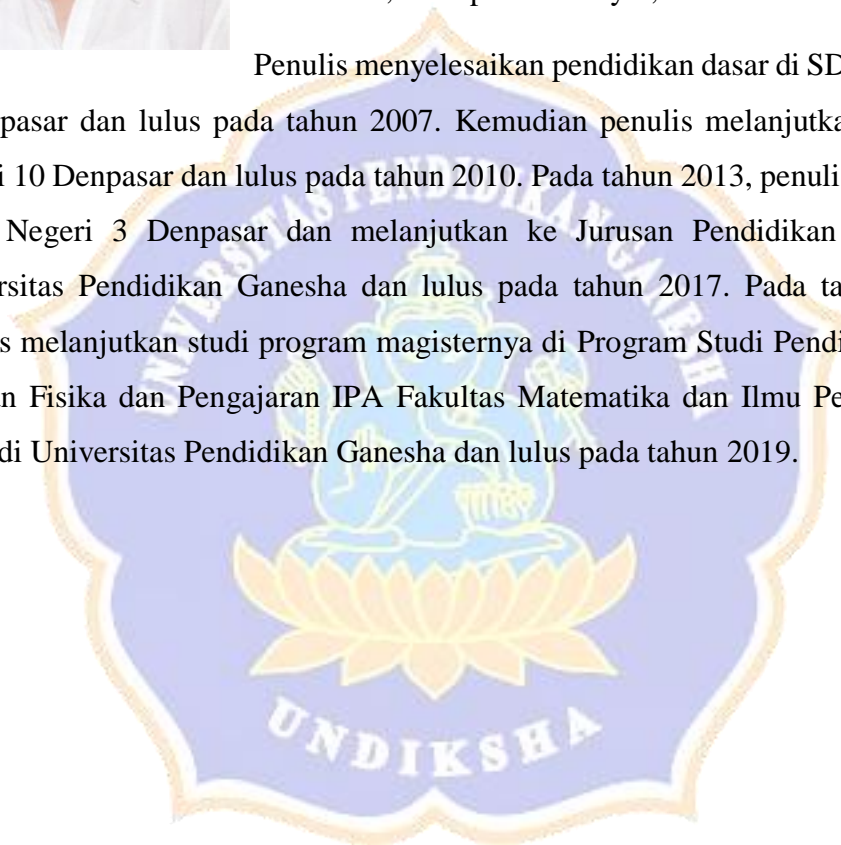 Penulis menyelesaikan pendidikan dasar di SD
pasar dan lulus pada tahun 2007. Kemudian penulis melanjutka
i 10 Denpasar dan lulus pada tahun 2010. Pada tahun 2013, penuli
Negeri 3 Denpasar dan melanjutkan ke Jurusan Pendidikan
rsitas Pendidikan Ganesha dan lulus pada tahun 2017. Pada ta
s melanjutkan studi program magisternya di Program Studi Pendi
n Fisika dan Pengajaran IPA Fakultas Matematika dan Ilmu Pe
di Universitas Pendidikan Ganesha dan lulus pada tahun 2019.
UNIVERSITAS PENDIDIKAN GANESHA
UNDIKSHA